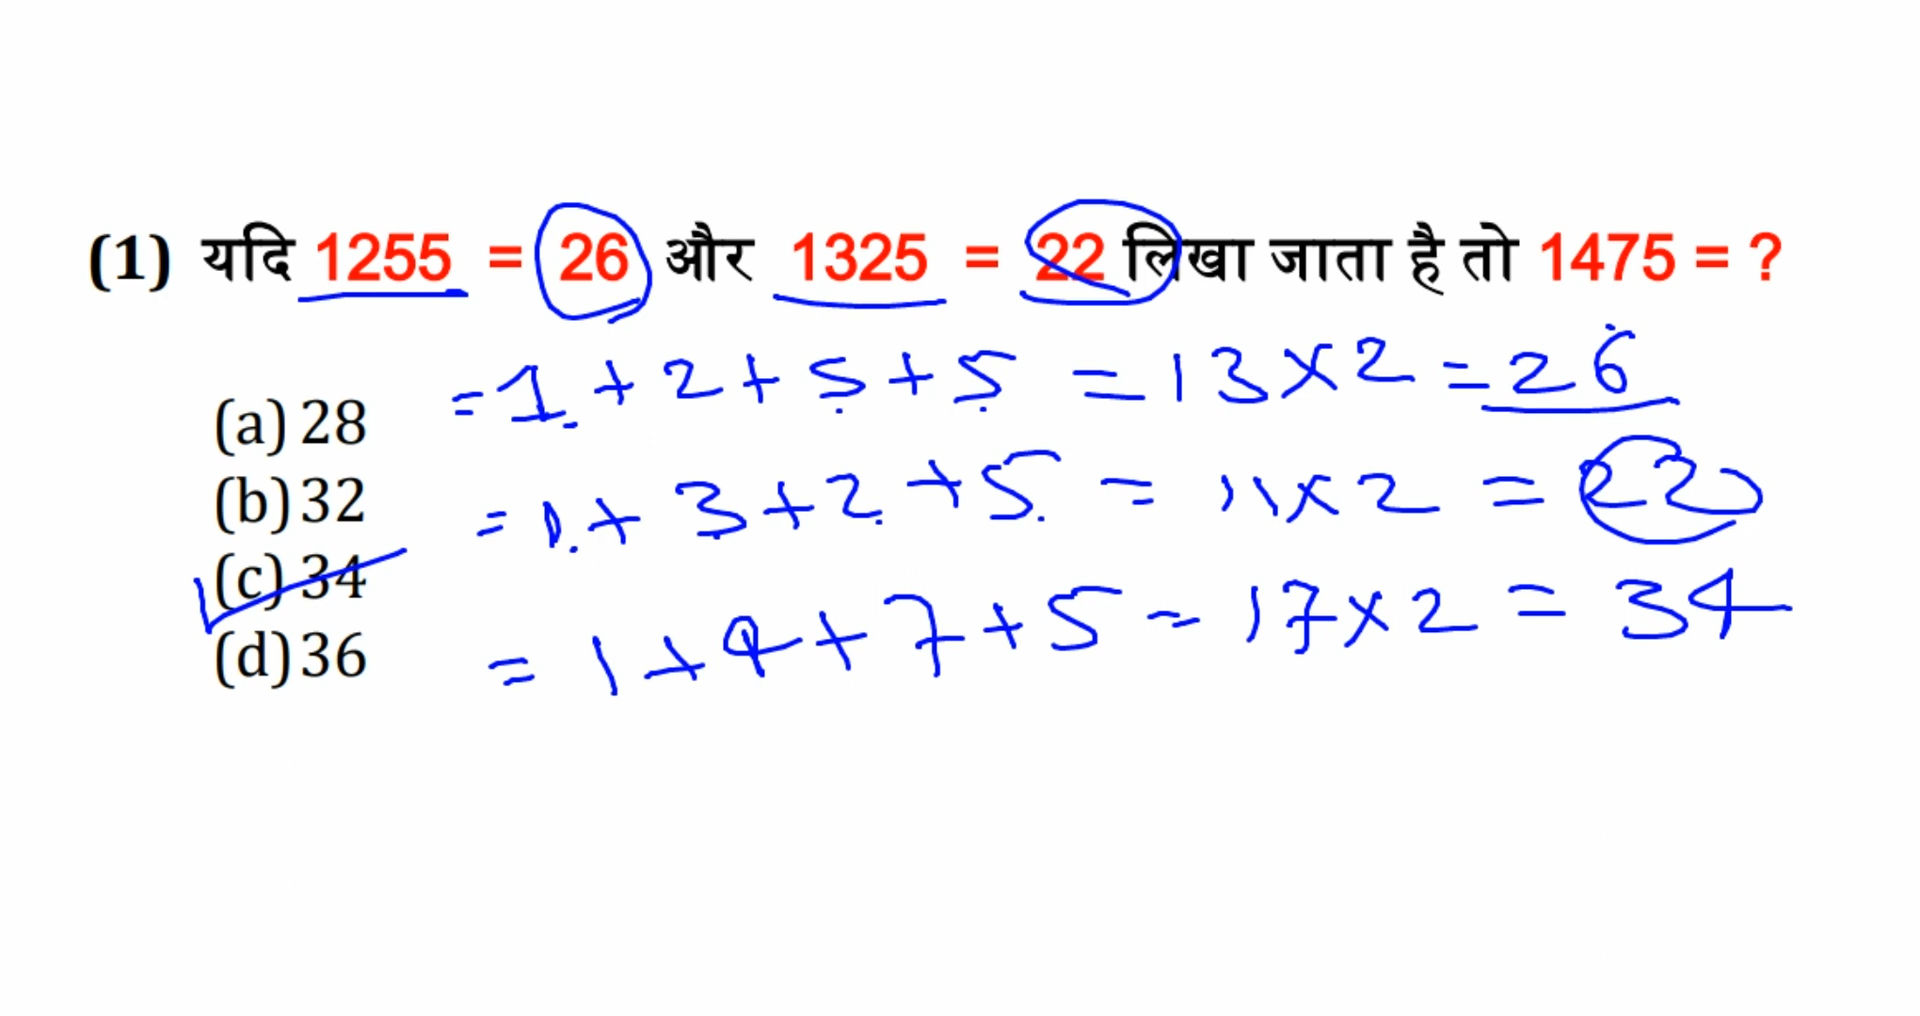 (1) यदि 1255 = 26 और 1325 = 22 लिखा जाता है तो 1475 = ?
= 1 + 2 + 5 + 5 = 13 × 2 = 26
(a) 28
(b) 32
= 1 + 3 + 2 + 5 = 11 × 2 = 22
(c) 34
(d) 36
= 1 + 4 + 7 + 5 = 17 × 2 = 34